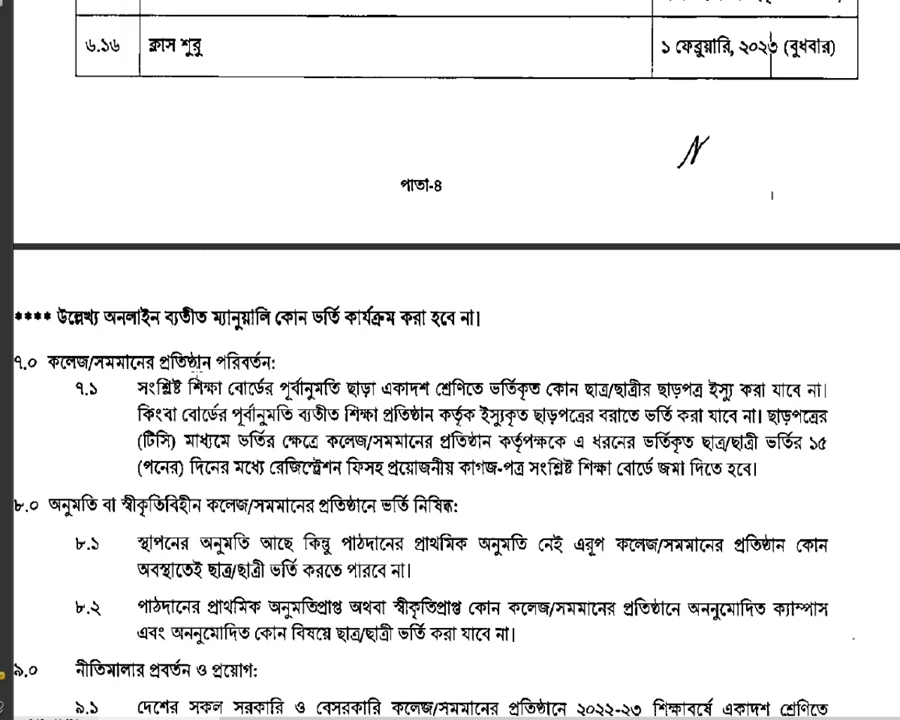 ৬.১৬ ক্লাস শুরু ১ ফেব্রুয়ারি, ২০২৩ (বুধবার)
পাতা-৪
**** উল্লেখ্য অনলাইন ব্যতীত ম্যানুয়ালি কোন ভর্তি কার্যক্রম করা হবে না।
৭.০ কলেজ/সমমানের প্রতিষ্ঠান পরিবর্তন:
৭.১ সংশ্লিষ্ট শিক্ষা বোর্ডের পূর্বানুমতি ছাড়া একাদশ শ্রেণিতে ভর্তিকৃত কোন ছাত্র/ছাত্রীর ছাড়পত্র ইস্যু করা যাবে না।
কিংবা বোর্ডের পূর্বানুমতি ব্যতীত শিক্ষা প্রতিষ্ঠান কর্তৃক ইস্যুকৃত ছাড়পত্রের বরাতে ভর্তি করা যাবে না। ছাড়পত্রের
(টিসি) মাধ্যমে ভর্তির ক্ষেত্রে কলেজ/সমমানের প্রতিষ্ঠান কর্তৃপক্ষকে এ ধরনের ভর্তিকৃত ছাত্র/ছাত্রী ভর্তির ১৫
(পনের) দিনের মধ্যে রেজিস্ট্রেশন ফিসহ প্রয়োজনীয় কাগজ-পত্র সংশ্লিষ্ট শিক্ষা বোর্ডে জমা দিতে হবে।
৮.০ অনুমতি বা স্বীকৃতিবিহীন কলেজ/সমমানের প্রতিষ্ঠানে ভর্তি নিষিদ্ধ:
৮.১ স্থাপনের অনুমতি আছে কিন্তু পাঠদানের প্রাথমিক অনুমতি নেই এরূপ কলেজ/সমমানের প্রতিষ্ঠান কোন
অবস্থাতেই ছাত্র/ছাত্রী ভর্তি করতে পারবে না।
৮.২ পাঠদানের প্রাথমিক অনুমতিপ্রাপ্ত অথবা স্বীকৃতিপ্রাপ্ত কোন কলেজ/সমমানের প্রতিষ্ঠানে অননুমোদিত ক্যাম্পাস
এবং অননুমোদিত কোন বিষয়ে ছাত্র/ছাত্রী ভর্তি করা যাবে না।
৯.০ নীতিমালার প্রবর্তন ও প্রয়োগ:
৯.১ দেশের সকল সরকারি ও বেসরকারি কলেজ/সমমানের প্রতিষ্ঠানে ২০২২-২৩ শিক্ষাবর্ষে একাদশ শ্রেণিতে